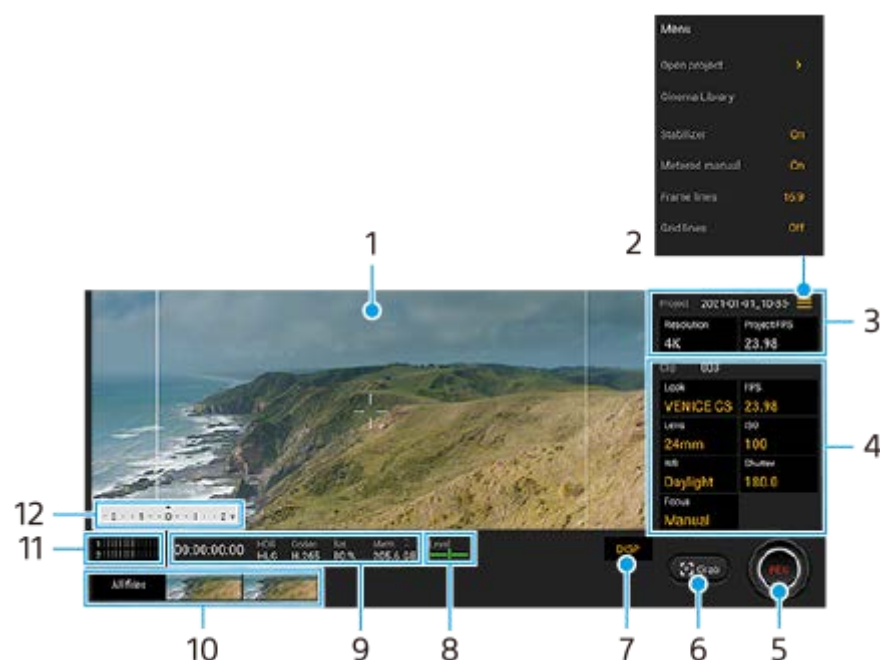 Menu
Open project >
Cinema Library
Stabilizer On
Metered manual On
Frame lines 16:9
Grid lines Off
2
1
Project 2021-01-01_10-35
Resolution Project FPS
4K 23.98
3
Clip 003
Look FPS
VENICE CS 23.98
Lens ISO
24mm 100
WB Shutter
Daylight 180.0
Focus
Manual
4
12
- 2 · 1 · 0 · 1 · 2 +
11
1
2
00:00:00:00
HDR Codec Bat. Mem.
HLG H.265 80% 205.6 GB
Level
DISP
Grab
REC
All files
10
9
8
7
6
5